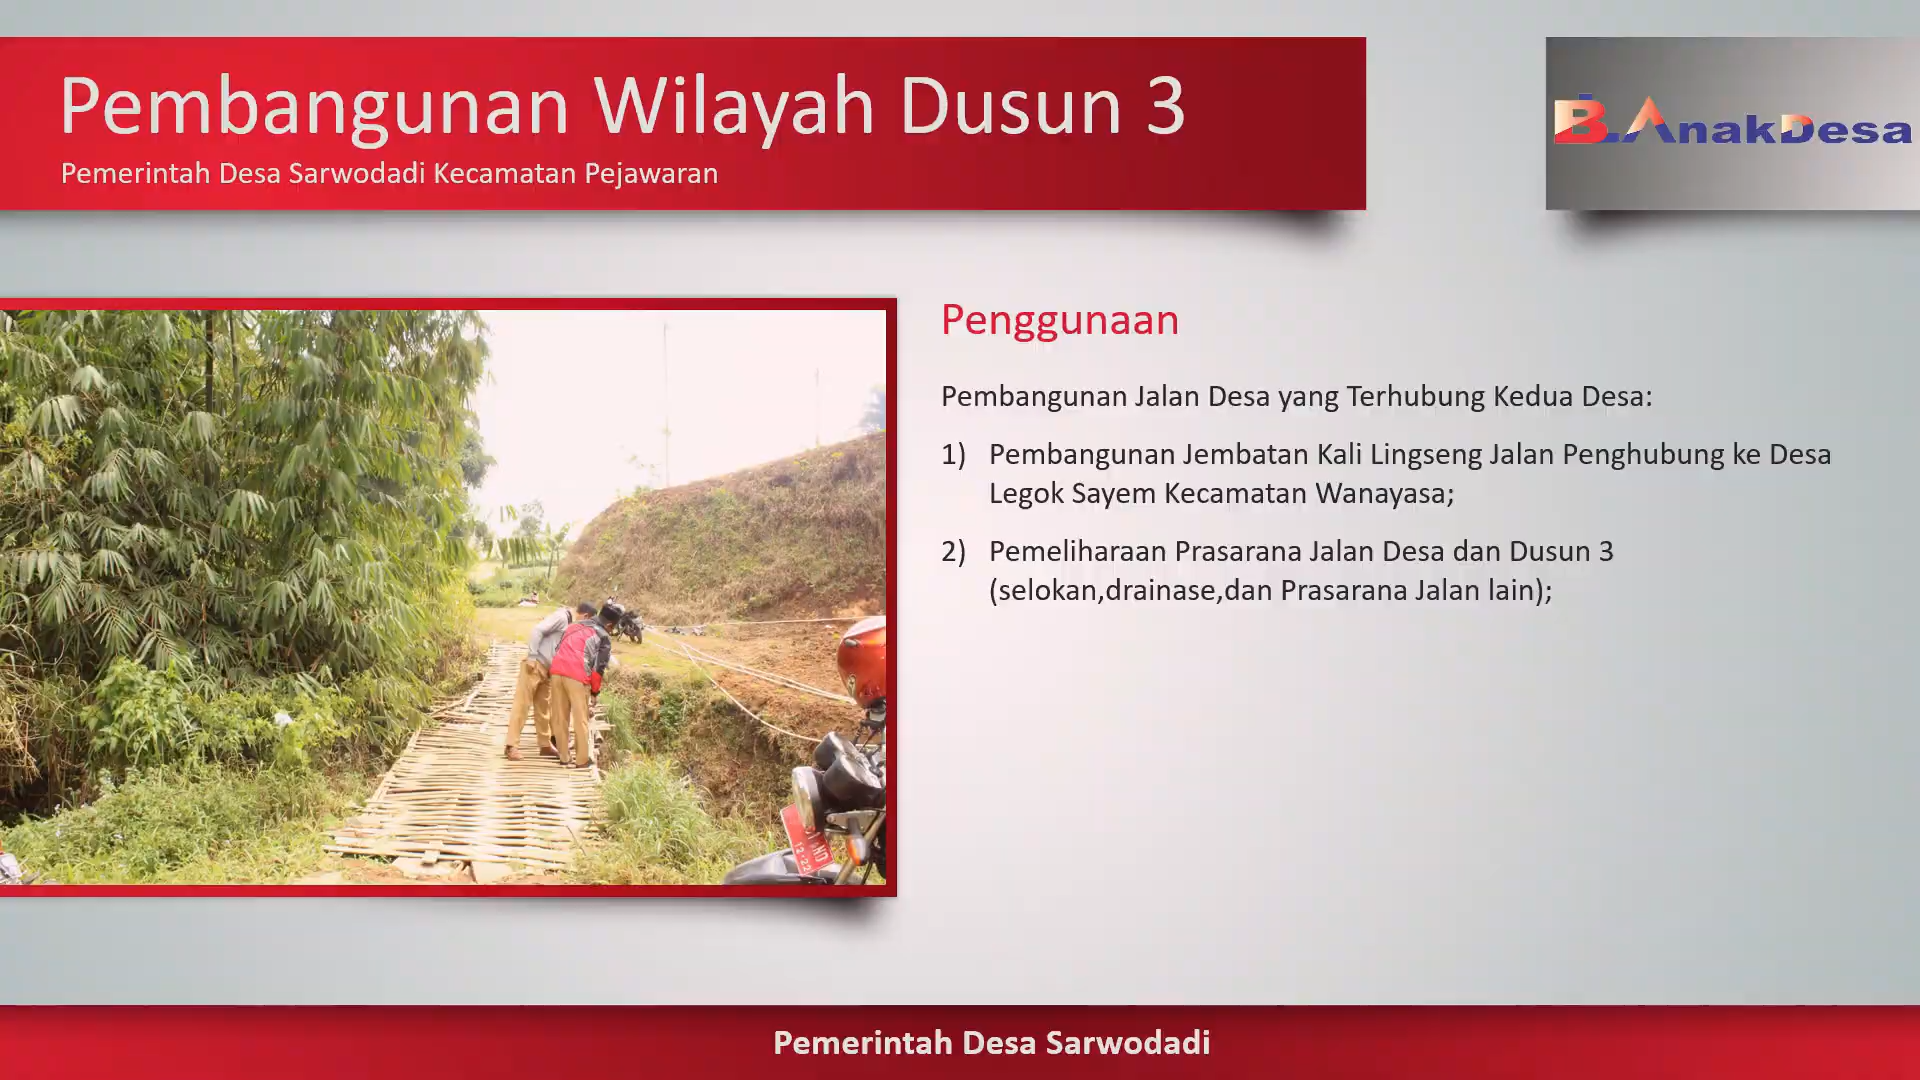 Pembangunan Wilayah Dusun 3
Pemerintah Desa Sarwodadi Kecamatan Pejawaran
BL.AnakDesa
Penggunaan
Pembangunan Jalan Desa yang Terhubung Kedua Desa:
1) Pembangunan Jembatan Kali Lingseng Jalan Penghubung ke Desa
Legok Sayem Kecamatan Wanayasa;
2) Pemeliharaan Prasarana Jalan Desa dan Dusun 3
(selokan,drainase,dan Prasarana Jalan lain);
Pemerintah Desa Sarwodadi